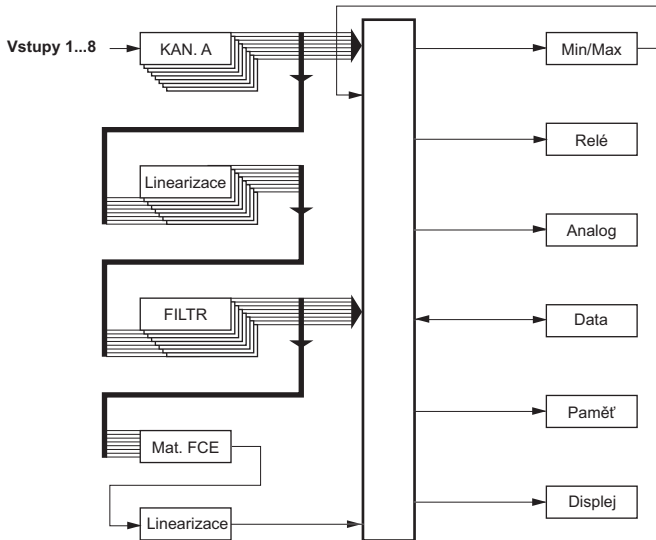 Vstupy 1...8
KAN. A
Linearizace
FILTR
Mat. FCE
Linearizace
Min/Max
Relé
Analog
Data
Paměť
Displej